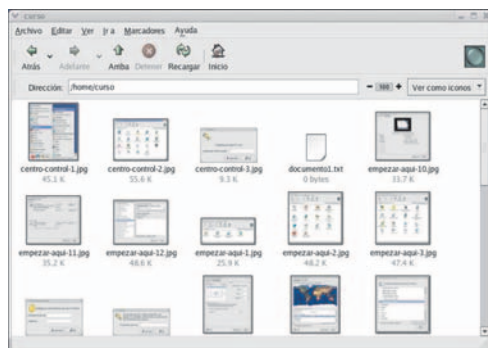 curso
Archivo Editar Ver Ir a Marcadores Ayuda
Atrás Adelante Arriba Detener Recargar Inicio
Dirección: /home/curso 100 Ver como iconos
centro-control-1.jpg centro-control-2.jpg centro-control-3.jpg documento1.txt empezar-aqui-10.jpg
45.1 K 55.6 K 9.3 K 0 bytes 33.7 K
empezar-aqui-11.jpg empezar-aqui-12.jpg empezar-aqui-1.jpg empezar-aqui-2.jpg empezar-aqui-3.jpg
35.2 K 48.6 K 25.9 K 48.2 K 47.4 K